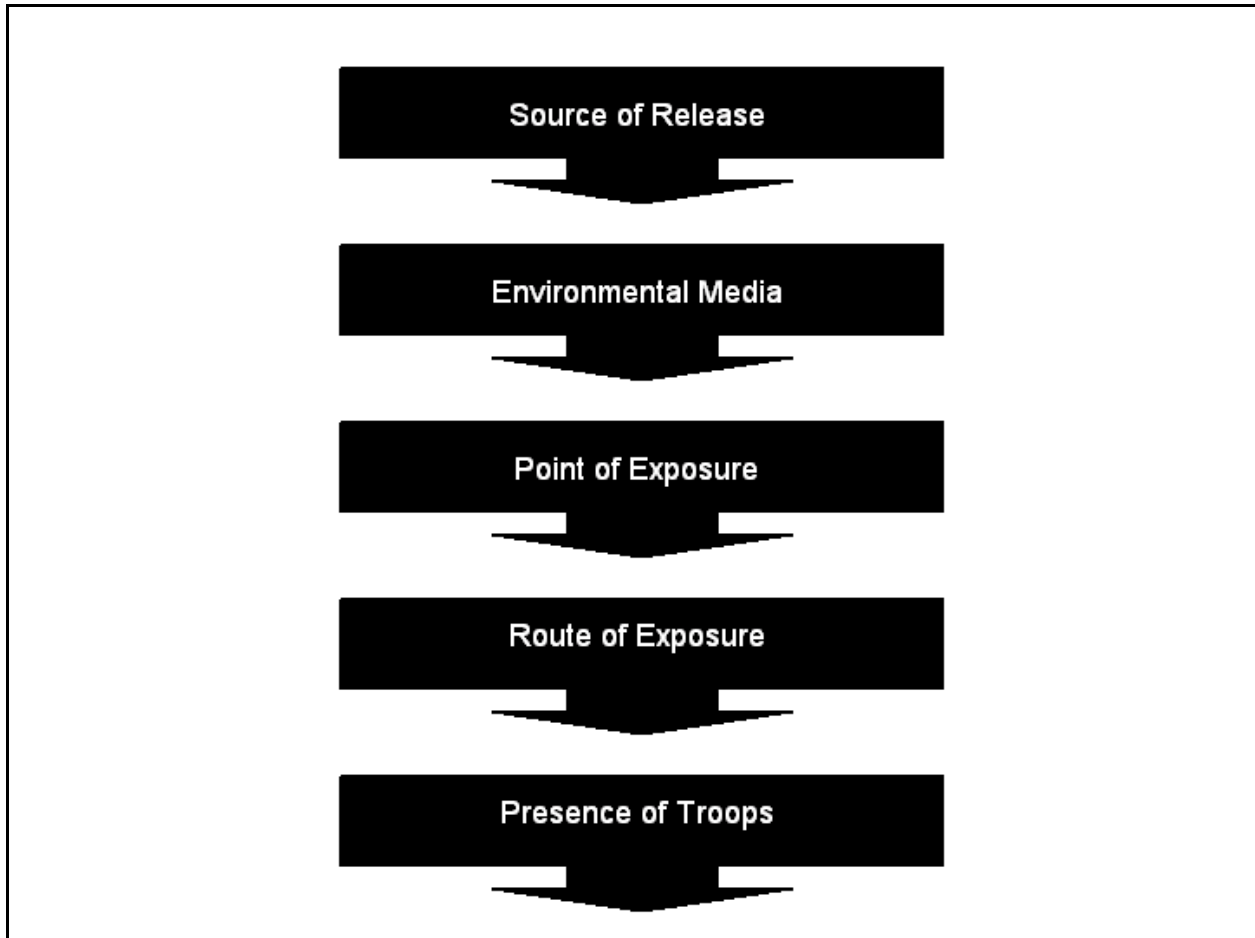 Source of Release
Environmental Media
Point of Exposure
Route of Exposure
Presence of Troops